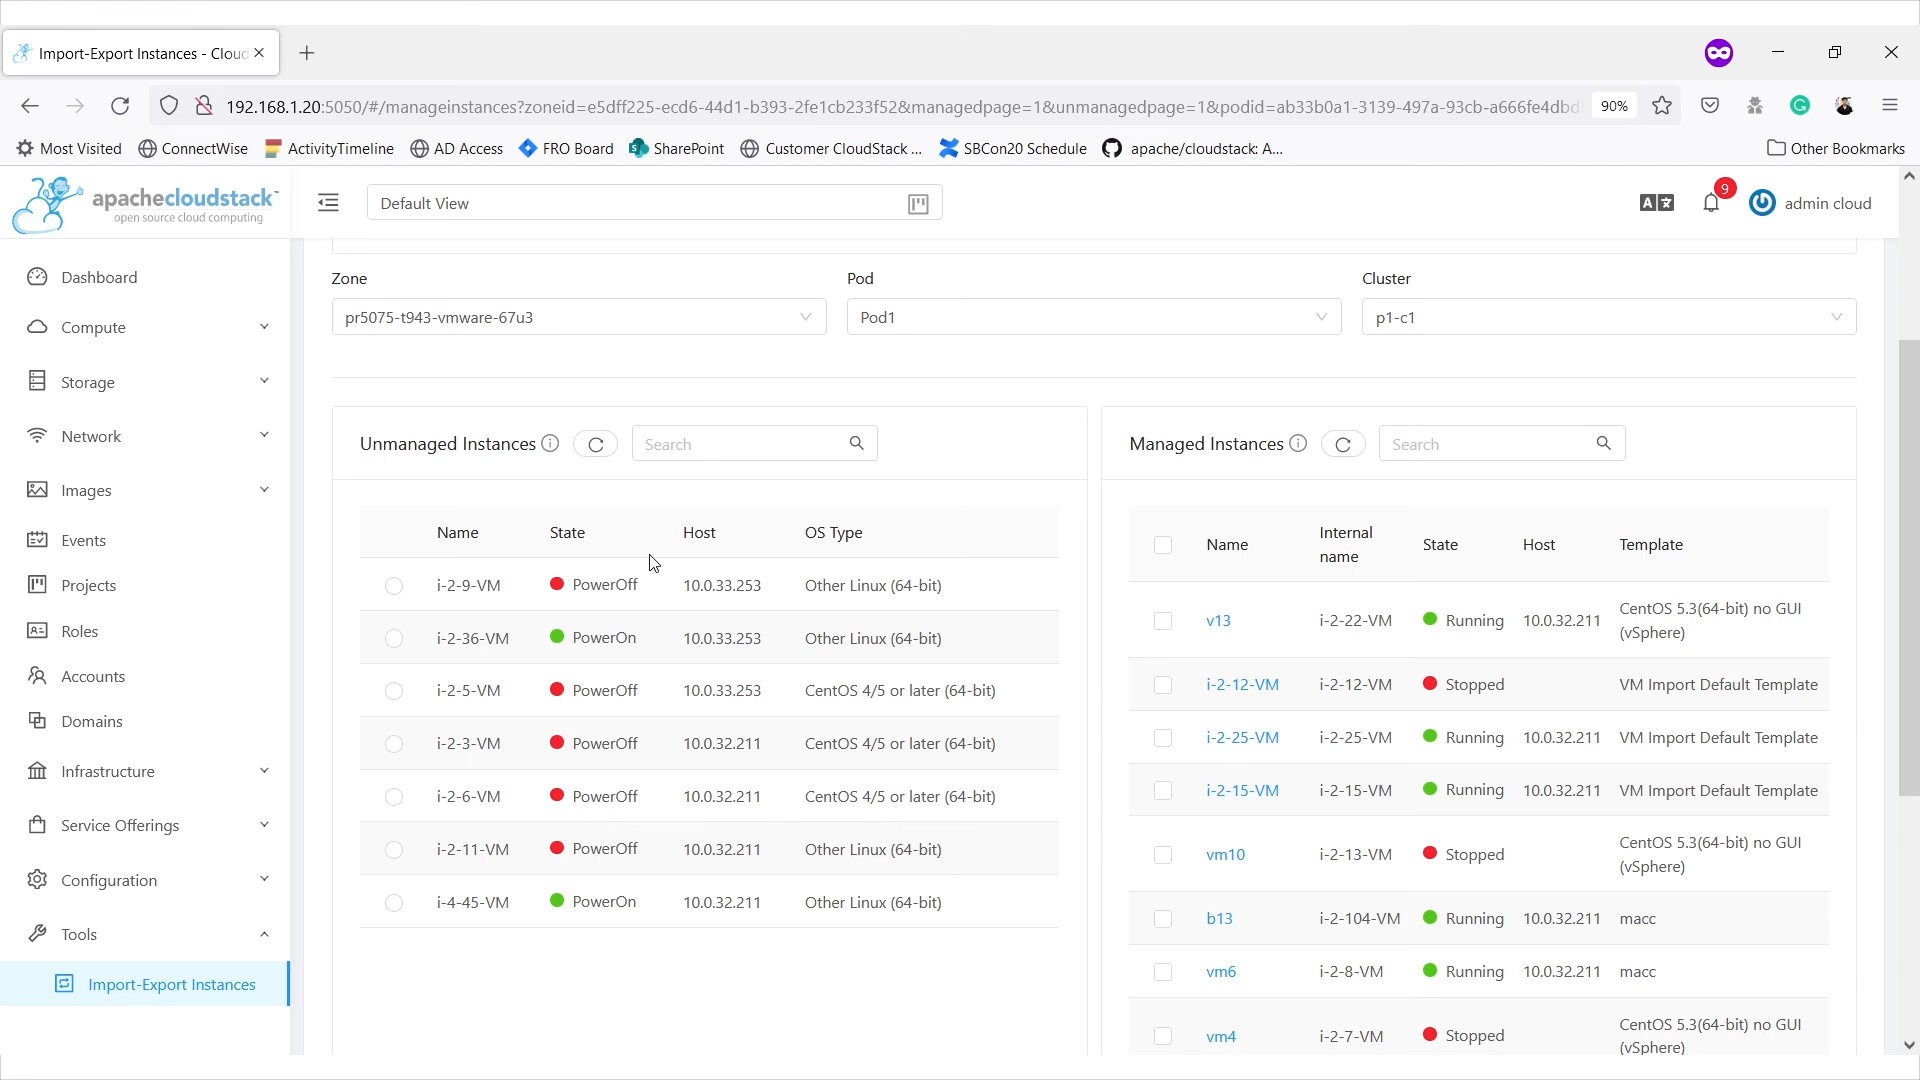 Import-Export Instances - Cloud
192.168.1.20:5050/#/manageinstances?zoneid=e5dff225-ecd6-44d1-b393-2fe1cb233f52&managedpage=1&unmanagedpage=1&podid=ab33b0a1-3139-497a-93cb-a666fe4dbd
90%
Most Visited ConnectWise ActivityTimeline AD Access FRO Board SharePoint Customer CloudStack ... SBCon20 Schedule apache/cloudstack: A... Other Bookmarks
apachecloudstack™
open source cloud computing
Default View
9
admin cloud
Dashboard
Compute
Storage
Network
Images
Events
Projects
Roles
Accounts
Domains
Infrastructure
Service Offerings
Configuration
Tools
Import-Export Instances
Zone Pod Cluster
pr5075-t943-vmware-67u3 Pod1 p1-c1
Unmanaged Instances Search
Name State Host OS Type
i-2-9-VM PowerOff 10.0.33.253 Other Linux (64-bit)
i-2-36-VM PowerOn 10.0.33.253 Other Linux (64-bit)
i-2-5-VM PowerOff 10.0.33.253 CentOS 4/5 or later (64-bit)
i-2-3-VM PowerOff 10.0.32.211 CentOS 4/5 or later (64-bit)
i-2-6-VM PowerOff 10.0.32.211 CentOS 4/5 or later (64-bit)
i-2-11-VM PowerOff 10.0.32.211 Other Linux (64-bit)
i-4-45-VM PowerOn 10.0.32.211 Other Linux (64-bit)
Managed Instances Search
Name Internal name State Host Template
v13 i-2-22-VM Running 10.0.32.211 CentOS 5.3(64-bit) no GUI (vSphere)
i-2-12-VM i-2-12-VM Stopped VM Import Default Template
i-2-25-VM i-2-25-VM Running 10.0.32.211 VM Import Default Template
i-2-15-VM i-2-15-VM Running 10.0.32.211 VM Import Default Template
vm10 i-2-13-VM Stopped CentOS 5.3(64-bit) no GUI (vSphere)
b13 i-2-104-VM Running 10.0.32.211 macc
vm6 i-2-8-VM Running 10.0.32.211 macc
vm4 i-2-7-VM Stopped CentOS 5.3(64-bit) no GUI (vSphere)